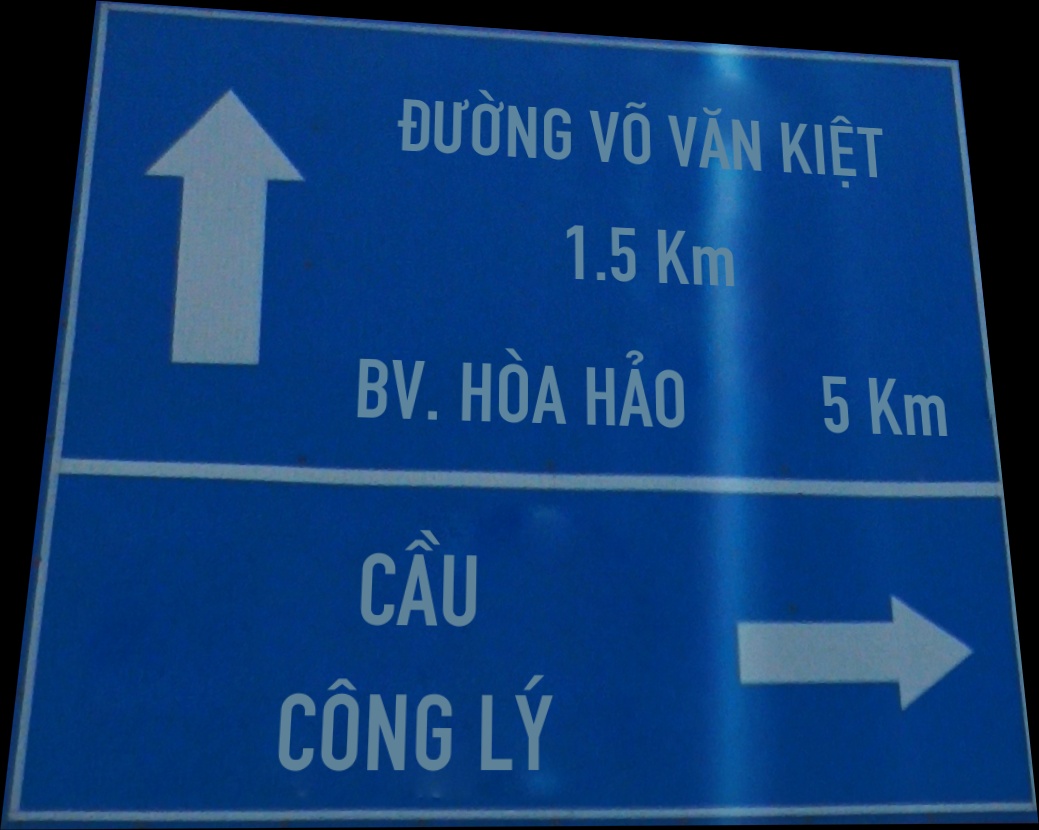 ĐƯỜNG VÕ VĂN KIỆT
1.5 Km
BV. HÒA HẢO 5 Km
CẦU
CÔNG LÝ